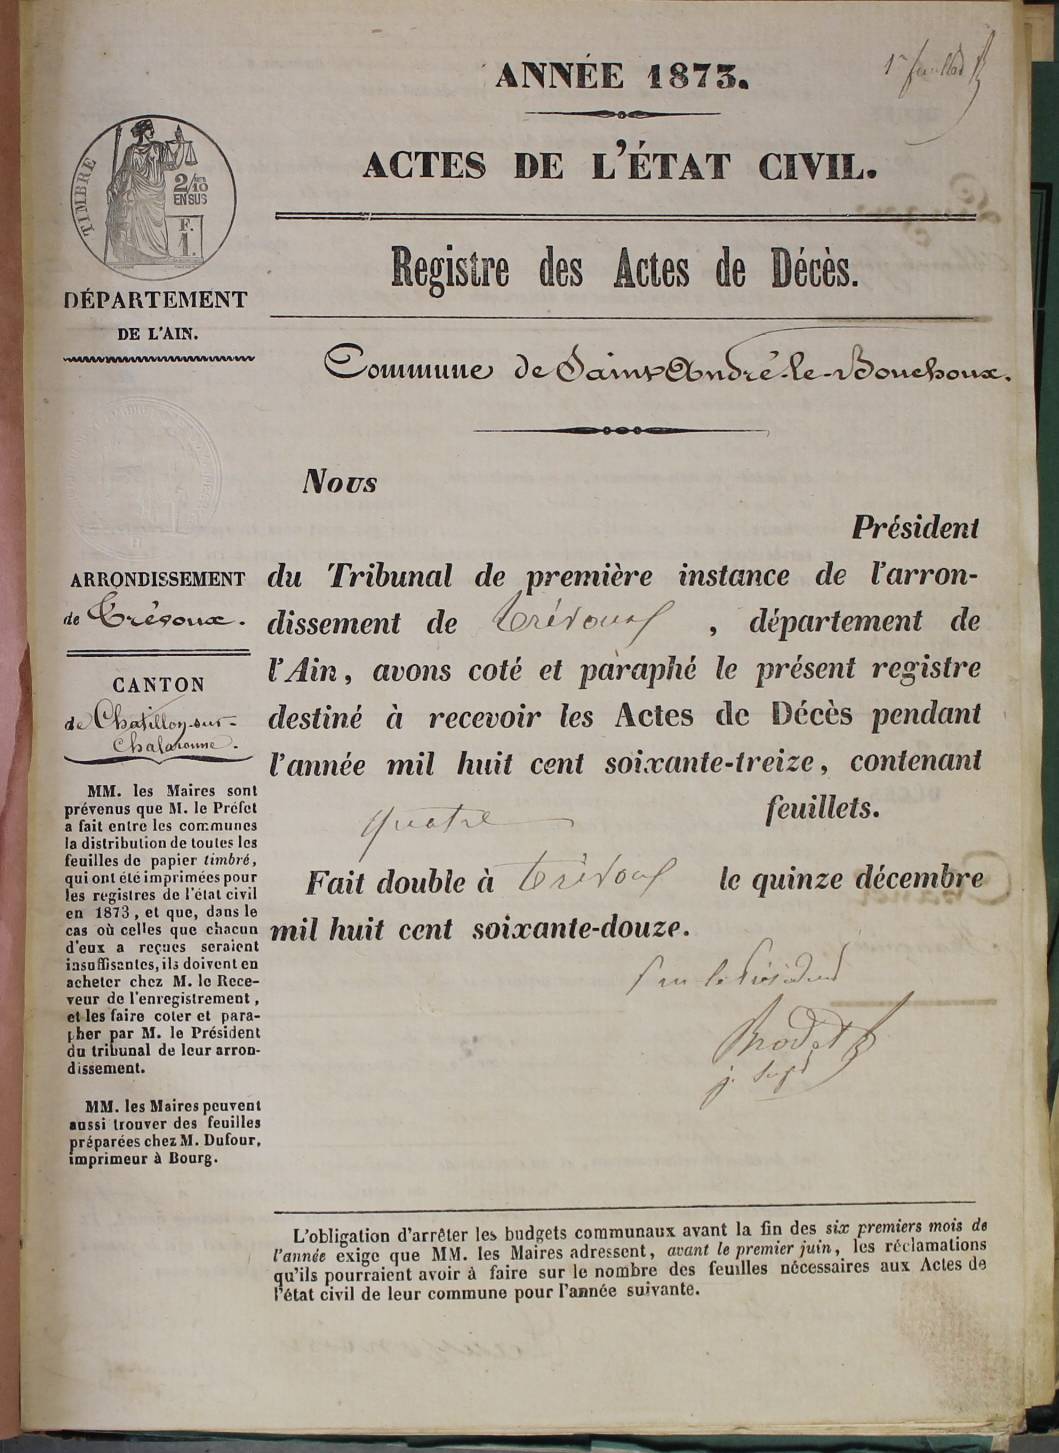 1er feuillet
ANNÉE 1873.
ACTES DE L'ÉTAT CIVIL.
Registre des Actes de Décès.
Commune de Saint-André-le-Bouchoux.
TIMBRE
2/10
EN SUS
F.
1.
DÉPARTEMENT
DE L'AIN.
ARRONDISSEMENT
de Trévoux.
CANTON
de Chatillon-sur-
Chalaronne.
MM. les Maires sont
prévenus que M. le Préfet
a fait entre les communes
la distribution de toutes les
feuilles de papier timbré,
qui ont été imprimées pour
les registres de l'état civil
en 1873, et que, dans le
cas où celles que chacun
d'eux a reçues seraient
insuffisantes, ils doivent en
acheter chez M. le Rece-
veur de l'enregistrement,
et les faire coter et para-
pher par M. le Président
du tribunal de leur arron-
dissement.
MM. les Maires peuvent
aussi trouver des feuilles
préparées chez M. Dufour,
imprimeur à Bourg.
Nous
Président
du Tribunal de première instance de l'arron-
dissement de Trévoux, département de
l'Ain, avons coté et paraphé le présent registre
destiné à recevoir les Actes de Décès pendant
l'année mil huit cent soixante-treize, contenant
quatre feuillets.
Fait double à Trévoux le quinze décembre
mil huit cent soixante-douze.
Pour le Président
Brodet
j. supt
L'obligation d'arrêter les budgets communaux avant la fin des six premiers mois de
l'année exige que MM. les Maires adressent, avant le premier juin, les réclamations
qu'ils pourraient avoir à faire sur le nombre des feuilles nécessaires aux Actes de
l'état civil de leur commune pour l'année suivante.